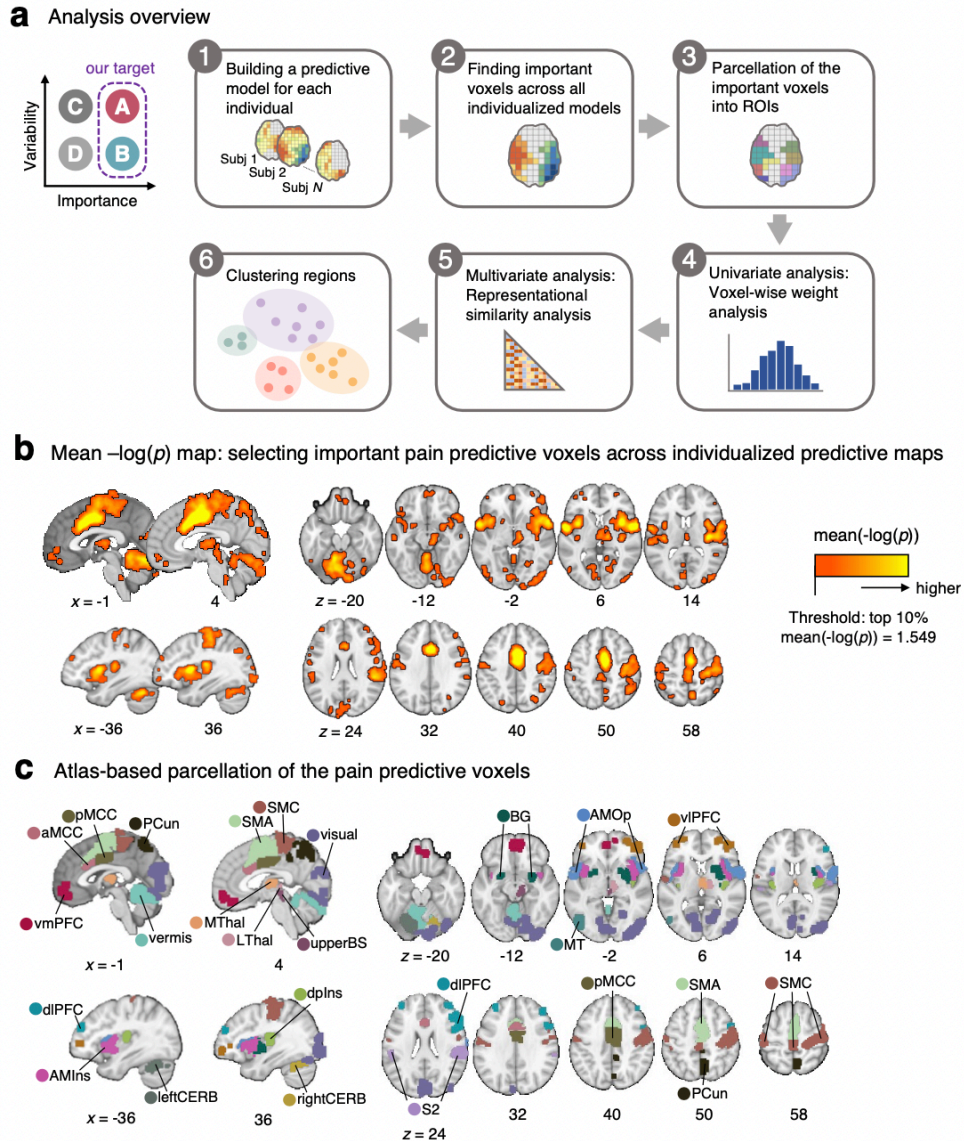 a Analysis overview
our target
C A
D B
Variability
Importance
1
Building a predictive
model for each
individual
Subj 1
Subj 2
Subj N
2
Finding important
voxels across all
individualized models
3
Parcellation of the
important voxels
into ROIs
6
Clustering regions
5
Multivariate analysis:
Representational
similarity analysis
4
Univariate analysis:
Voxel-wise weight
analysis
b Mean –log(p) map: selecting important pain predictive voxels across individualized predictive maps
x = -1 4 z = -20 -12 -2 6 14
mean(-log(p))
higher
Threshold: top 10%
mean(-log(p)) = 1.549
x = -36 36 z = 24 32 40 50 58
c Atlas-based parcellation of the pain predictive voxels
pMCC
aMCC
PCun
vmPFC
vermis
x = -1
SMC
SMA
visual
MThal
LThal
upperBS
4
BG
AMOp
vlPFC
MT
z = -20 -12 -2 6 14
dlPFC
AMIns
leftCERB
x = -36
dpIns
rightCERB
36
dlPFC
pMCC
SMA
SMC
S2
PCun
z = 24 32 40 50 58